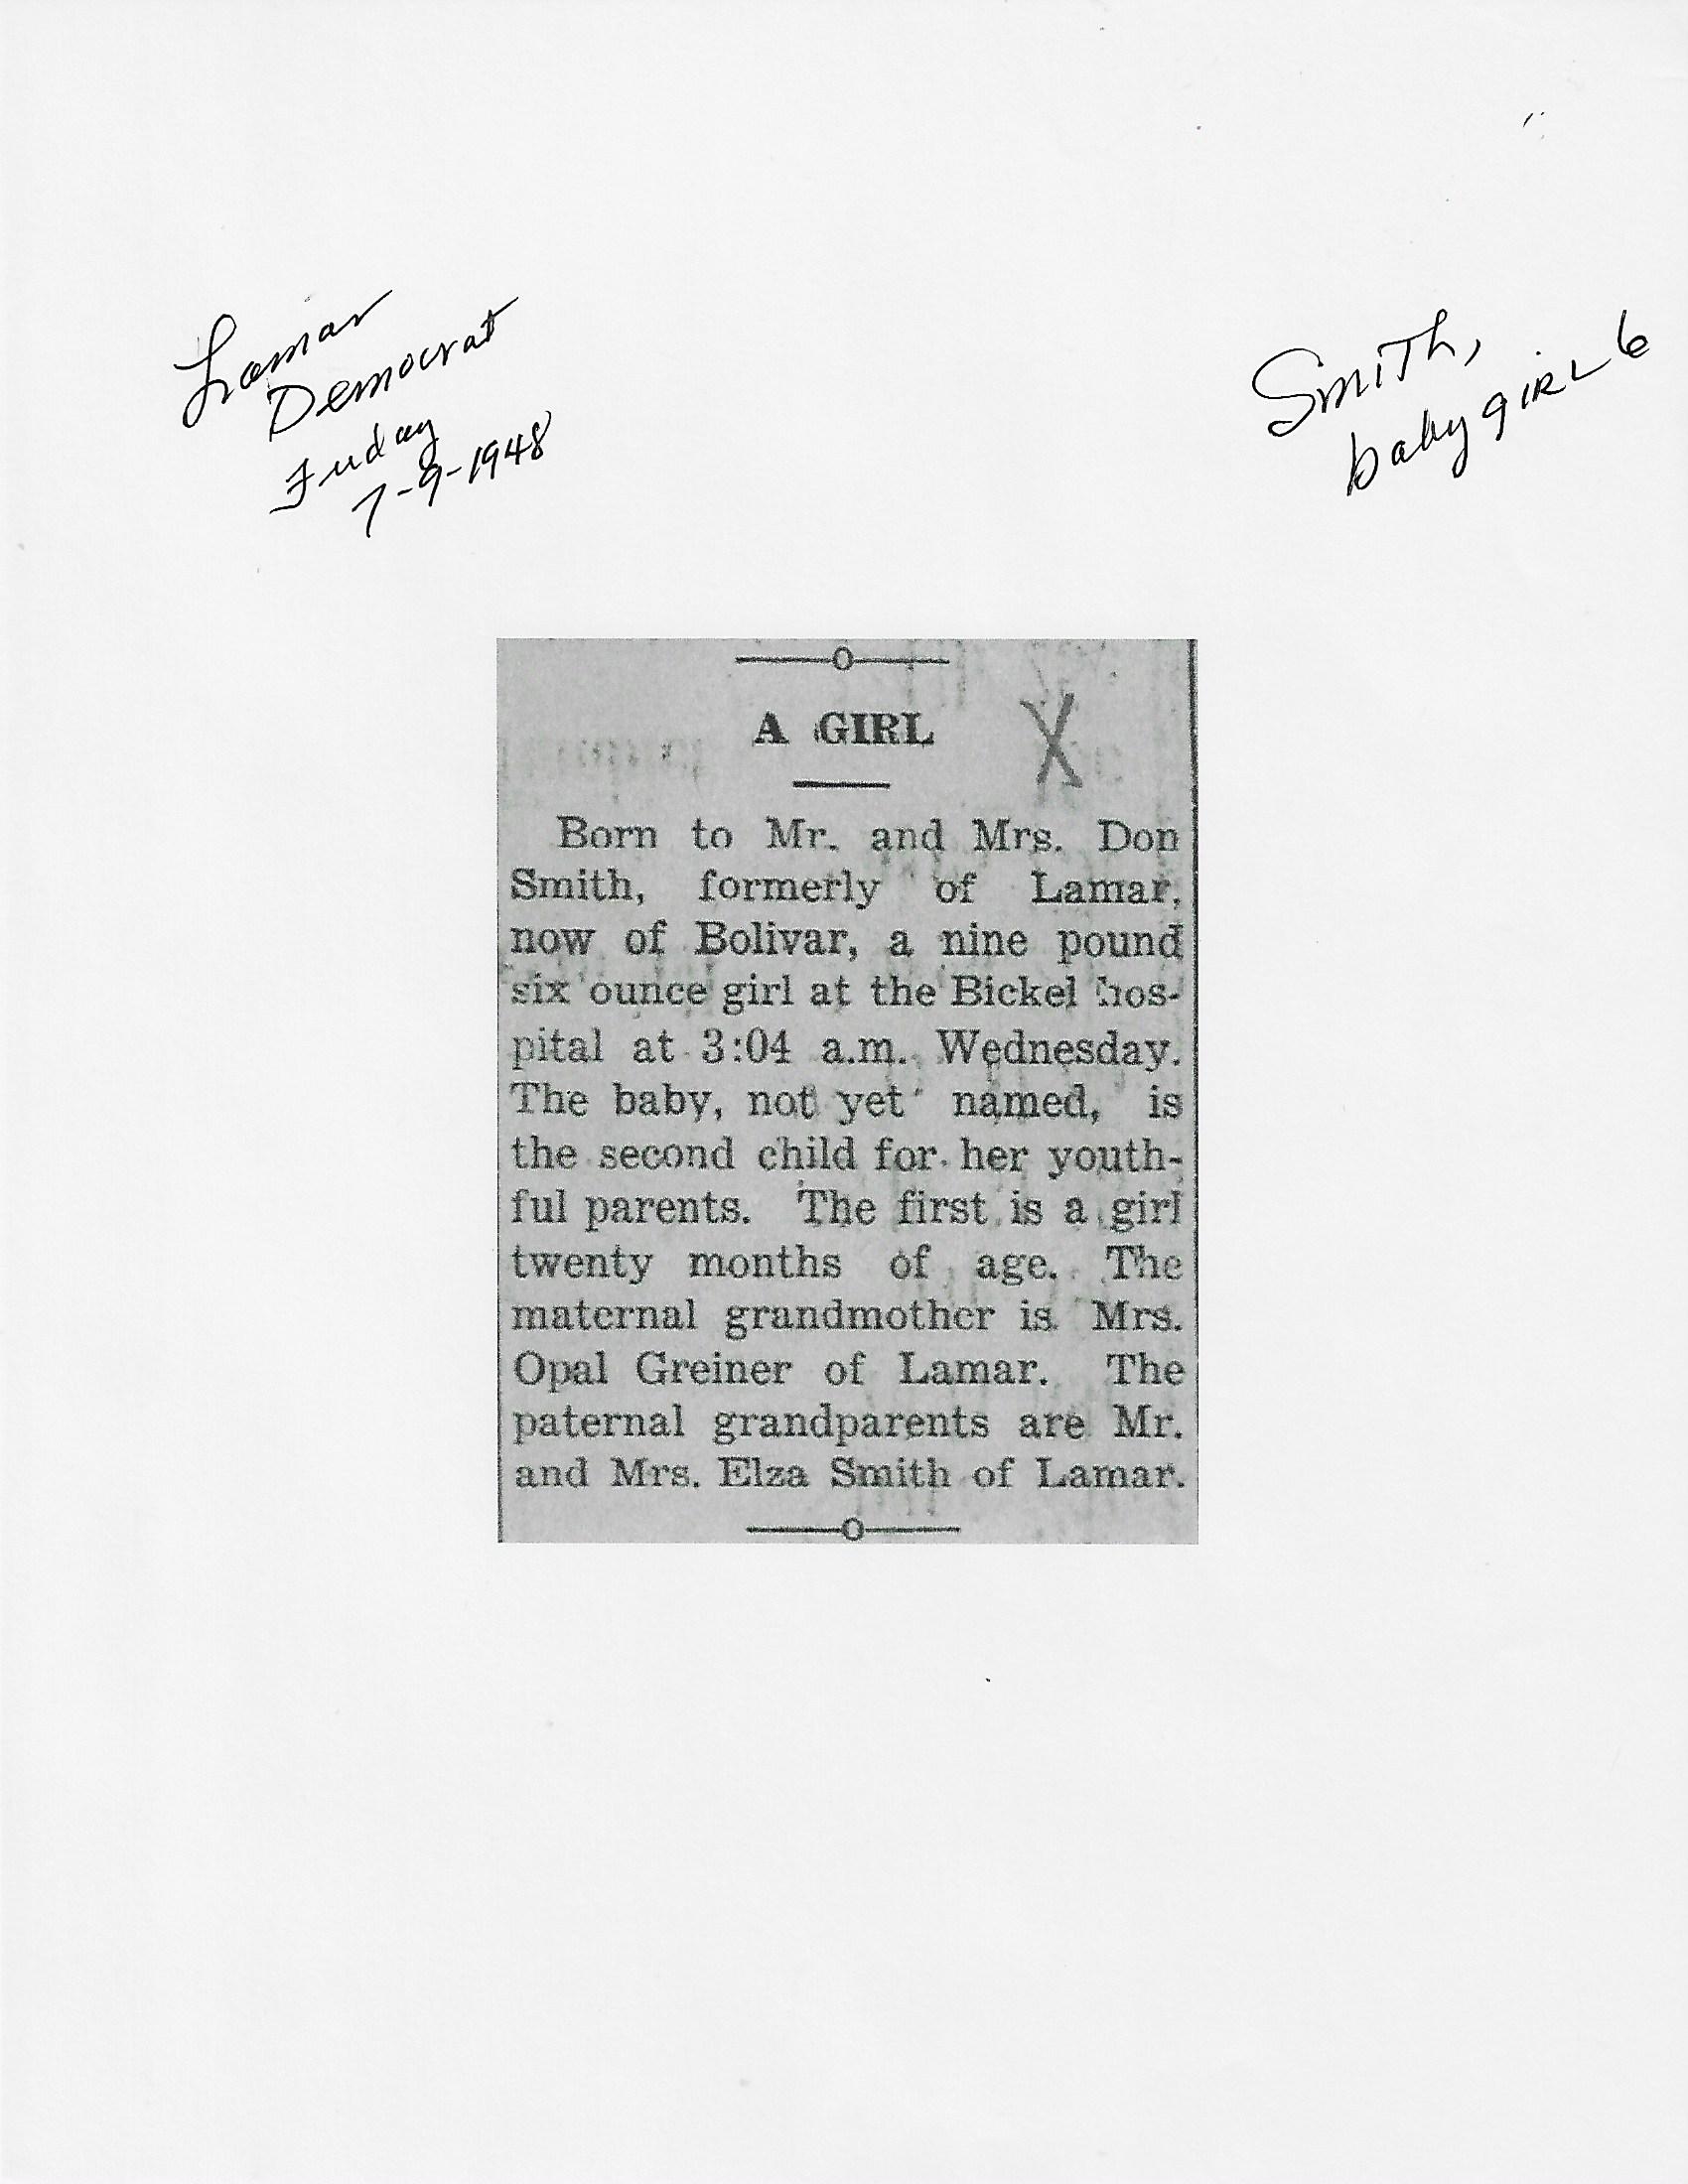 Lamar
Democrat
Friday
7-9-1948
Smith,
baby girl 6
A GIRL
X
Born to Mr. and Mrs. Don
Smith, formerly of Lamar,
now of Bolivar, a nine pound
six ounce girl at the Bickel hos-
pital at 3:04 a.m. Wednesday.
The baby, not yet named, is
the second child for her youth-
ful parents. The first is a girl
twenty months of age. The
maternal grandmother is Mrs.
Opal Greiner of Lamar. The
paternal grandparents are Mr.
and Mrs. Elza Smith of Lamar.